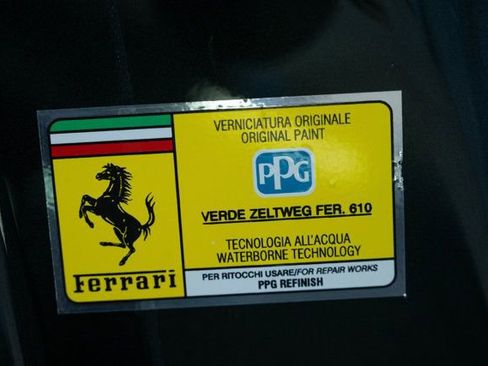 Ferrari
VERNICIATURA ORIGINALE
ORIGINAL PAINT
PPG
VERDE ZELTWEG FER. 610
TECNOLOGIA ALL'ACQUA
WATERBORNE TECHNOLOGY
PER RITOCCHI USARE/FOR REPAIR WORKS
PPG REFINISH